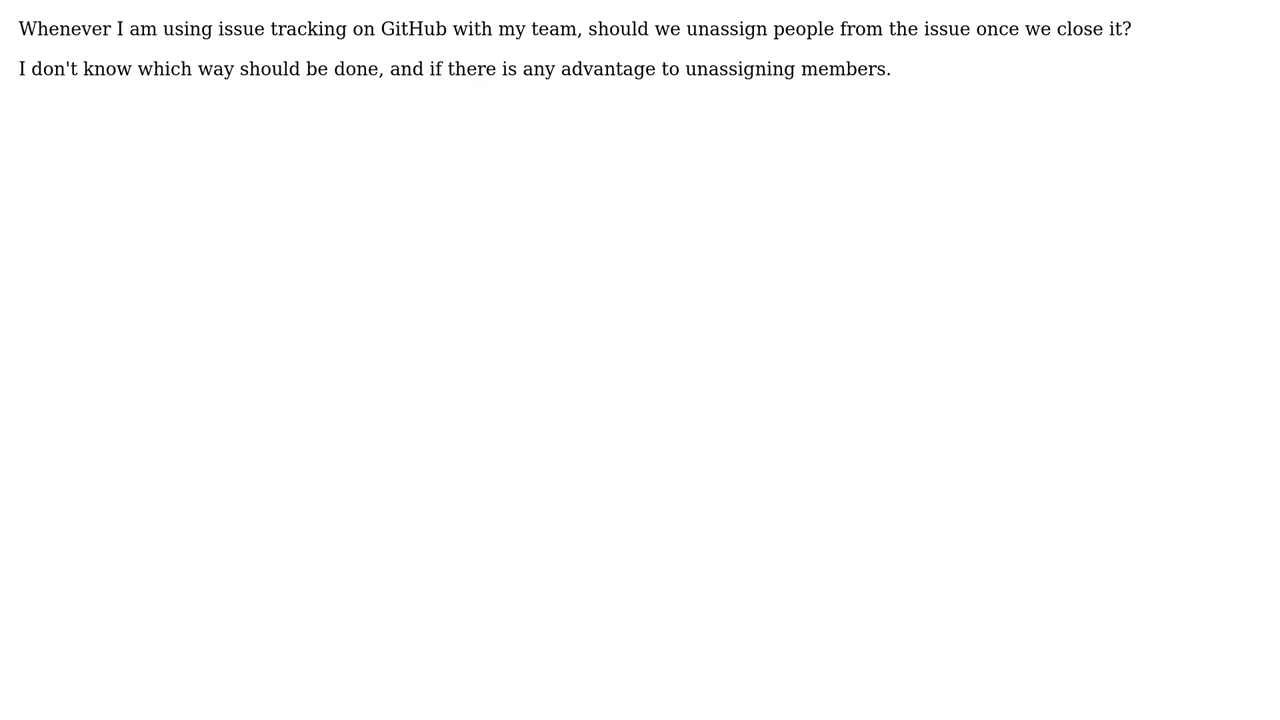 Whenever I am using issue tracking on GitHub with my team, should we unassign people from the issue once we close it?
I don't know which way should be done, and if there is any advantage to unassigning members.